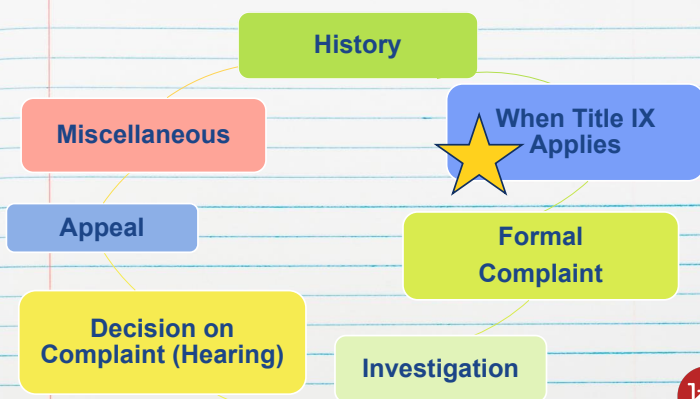 History
When Title IX
Applies
Formal
Complaint
Investigation
Decision on
Complaint (Hearing)
Appeal
Miscellaneous